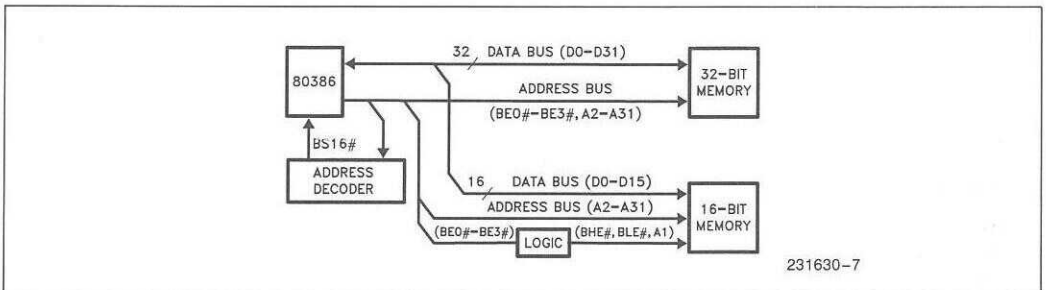 32 DATA BUS (D0-D31)
80386
32-BIT
MEMORY
ADDRESS BUS
(BE0#-BE3#, A2-A31)
BS16#
ADDRESS
DECODER
16 DATA BUS (D0-D15)
ADDRESS BUS (A2-A31)
16-BIT
MEMORY
(BE0#-BE3#)
LOGIC
(BHE#, BLE#, A1)
231630-7